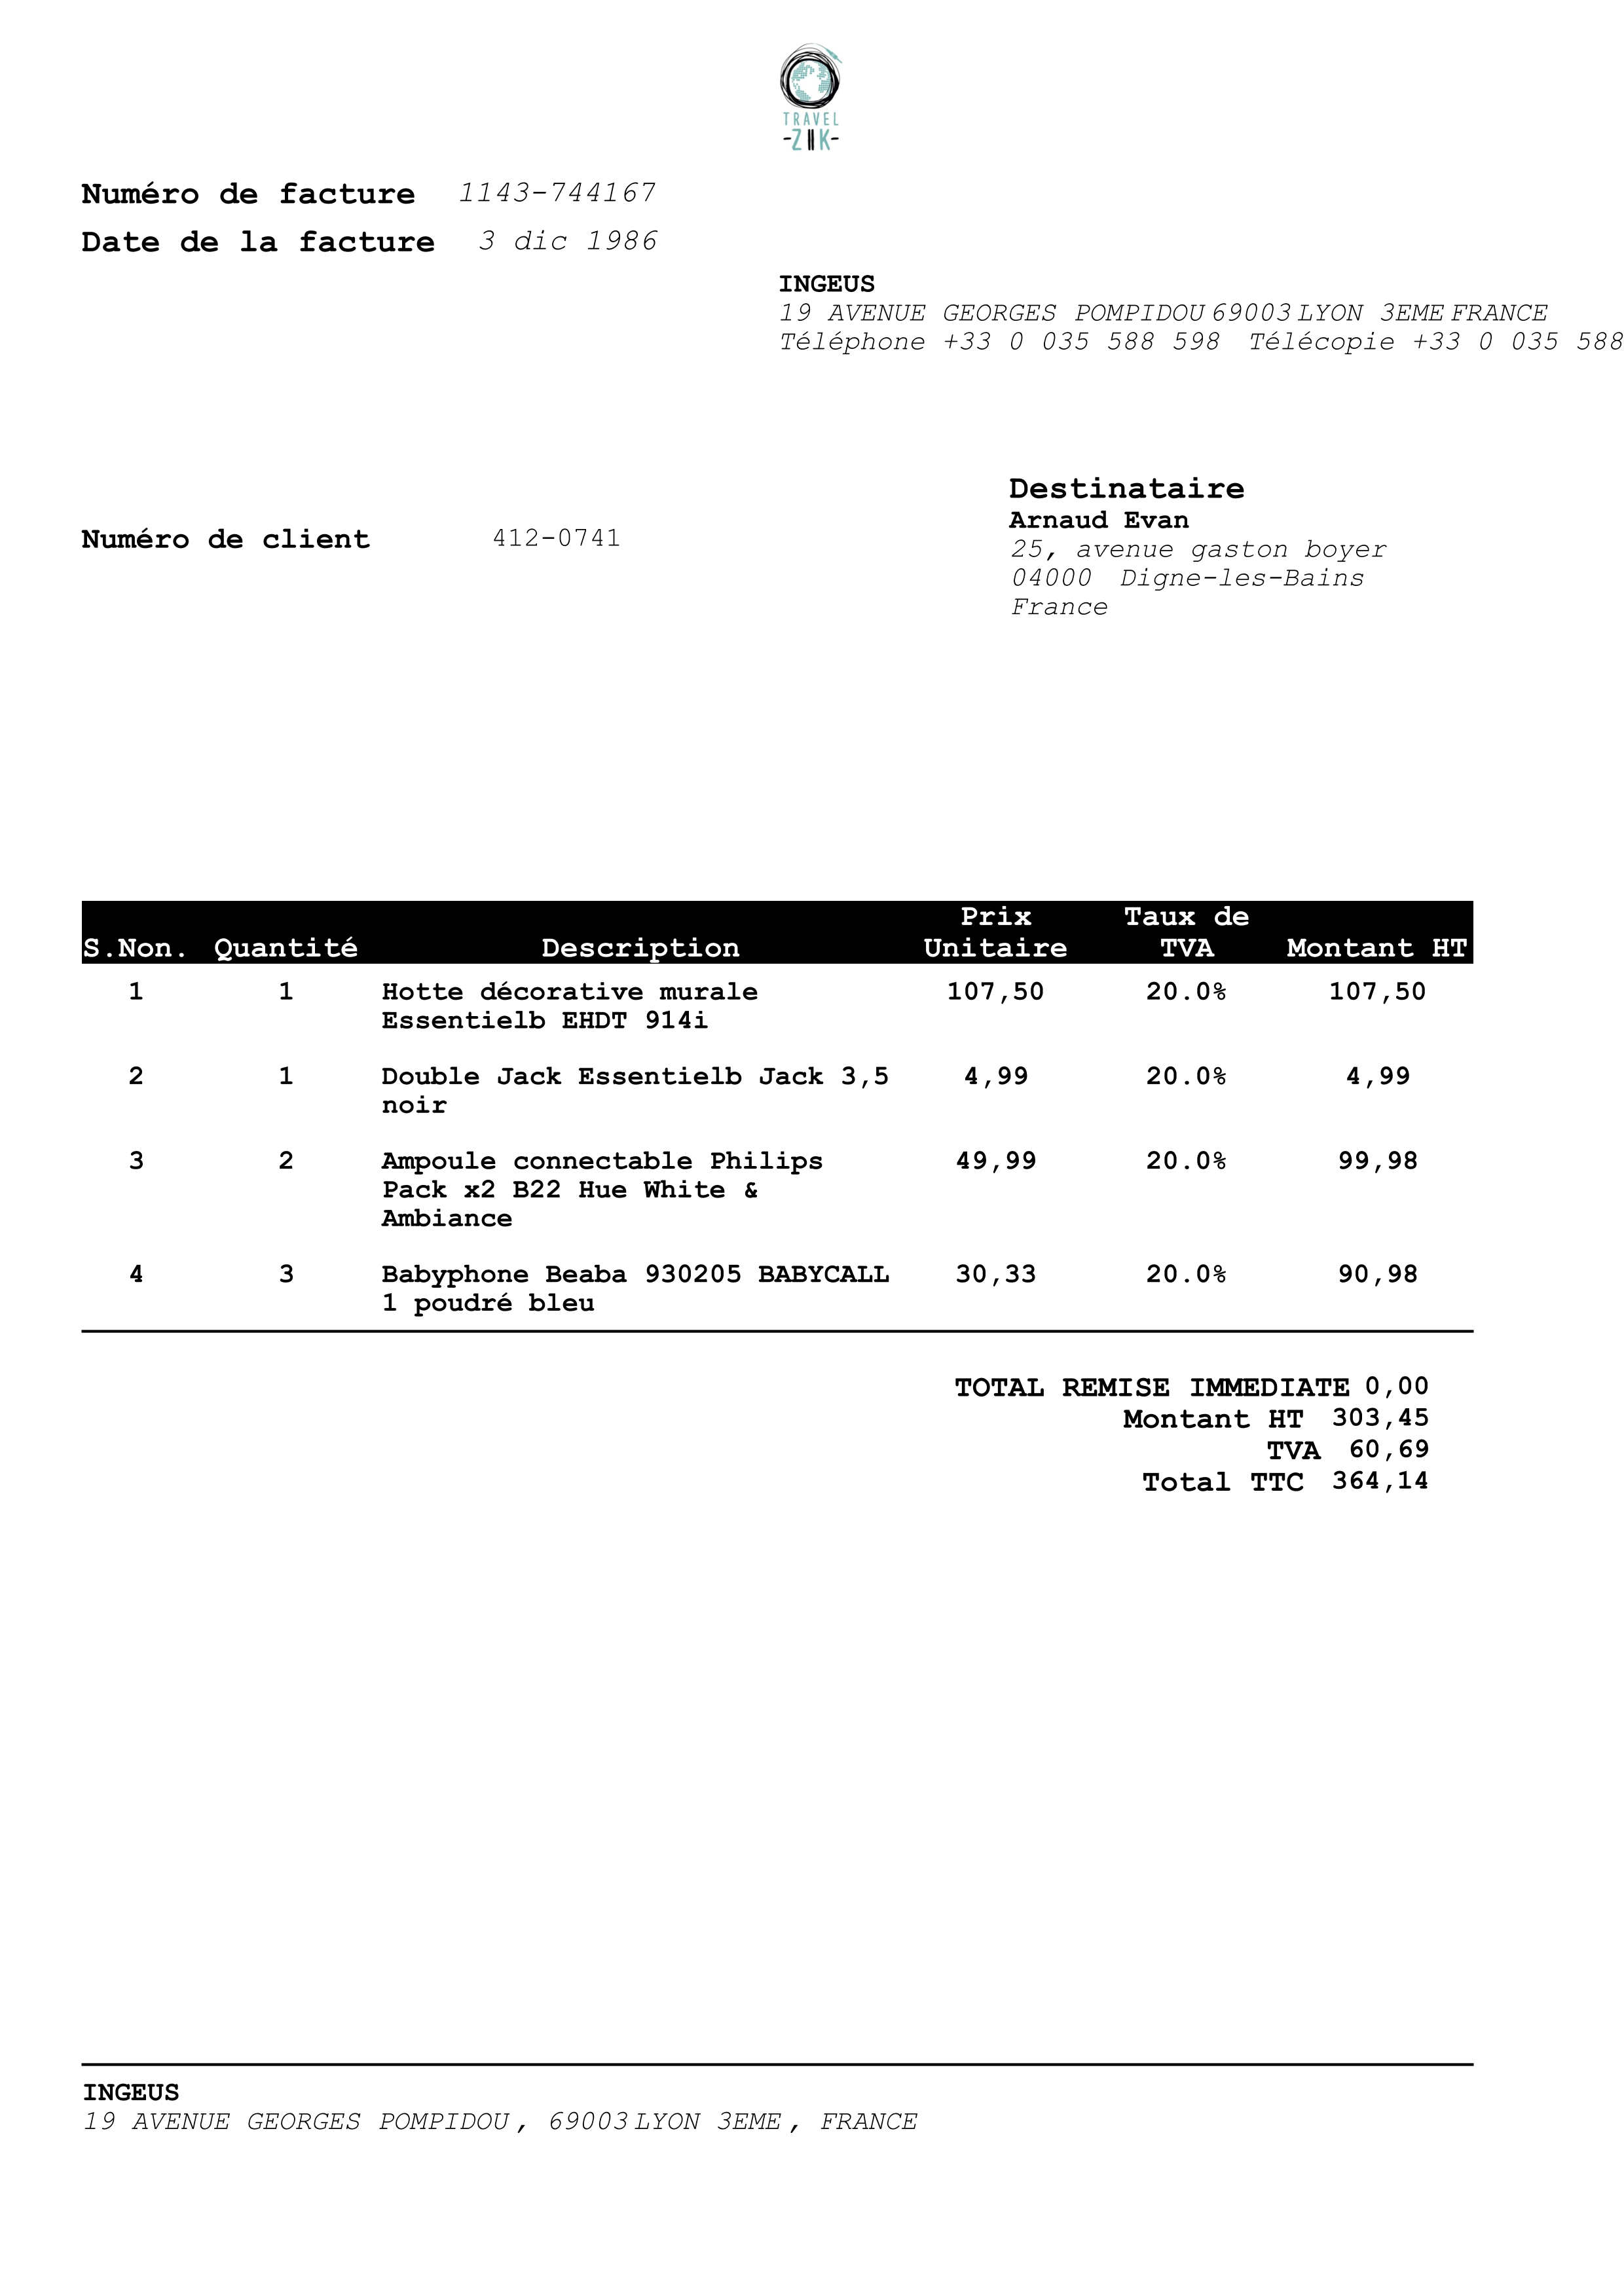 TRAVEL
-ZIIK-
Numéro de facture 1143-744167
Date de la facture 3 dic 1986
INGEUS
19 AVENUE GEORGES POMPIDOU 69003 LYON 3EME FRANCE
Téléphone +33 0 035 588 598 Télécopie +33 0 035 588
Destinataire
Arnaud Evan
Numéro de client 412-0741
25, avenue gaston boyer
04000 Digne-les-Bains
France
S.Non. Quantité Description Prix Unitaire Taux de TVA Montant HT
1 1 Hotte décorative murale 107,50 20.0% 107,50
Essentielb EHDT 914i
2 1 Double Jack Essentielb Jack 3,5 4,99 20.0% 4,99
noir
3 2 Ampoule connectable Philips 49,99 20.0% 99,98
Pack x2 B22 Hue White &
Ambiance
4 3 Babyphone Beaba 930205 BABYCALL 30,33 20.0% 90,98
1 poudré bleu
TOTAL REMISE IMMEDIATE 0,00
Montant HT 303,45
TVA 60,69
Total TTC 364,14
INGEUS
19 AVENUE GEORGES POMPIDOU , 69003 LYON 3EME , FRANCE